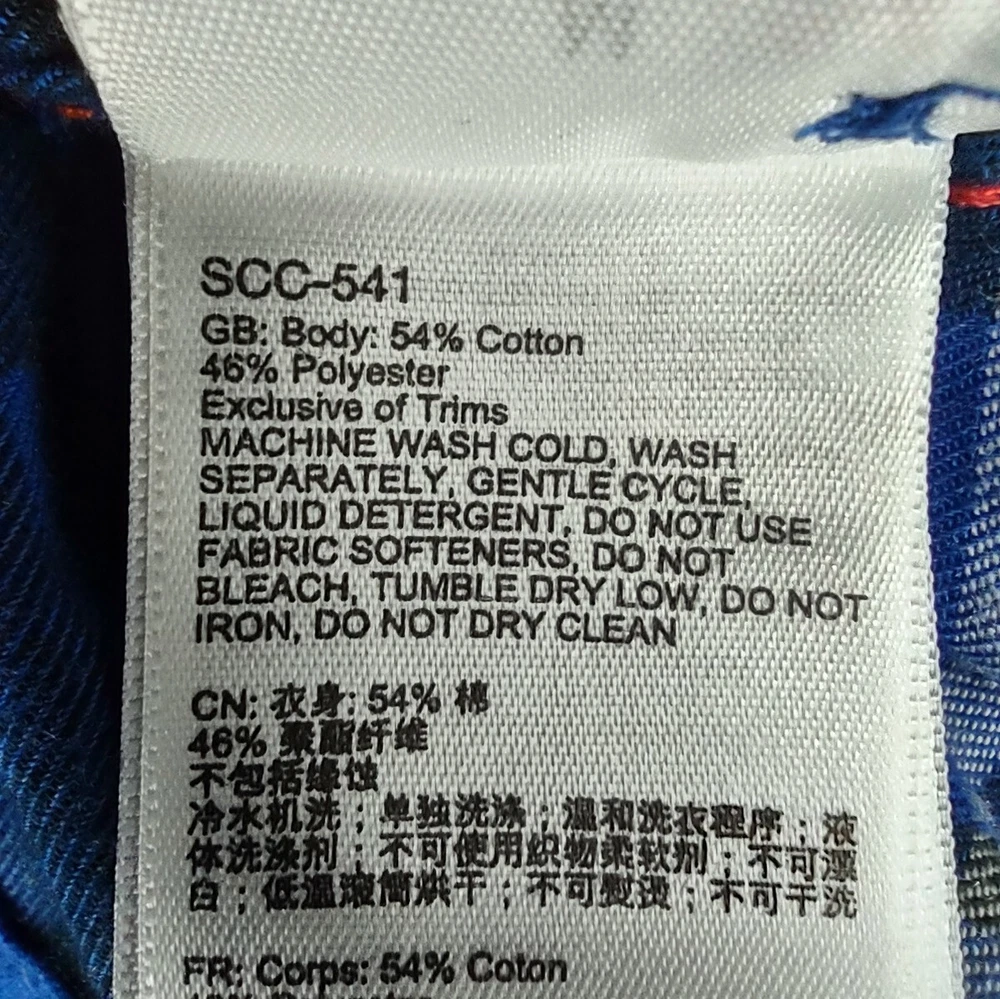 SCC-541
GB: Body: 54% Cotton
46% Polyester
Exclusive of Trims
MACHINE WASH COLD, WASH
SEPARATELY, GENTLE CYCLE,
LIQUID DETERGENT, DO NOT USE
FABRIC SOFTENERS, DO NOT
BLEACH, TUMBLE DRY LOW, DO NOT
IRON, DO NOT DRY CLEAN
CN: 衣身: 54% 棉
46% 聚酯纤维
不包括缘蚀
冷水机洗；单独洗涤；温和洗衣程序；液
体洗涤剂；不可使用织物柔软剂；不可漂
白；低温滚筒烘干；不可熨烫；不可干洗
FR: Corps: 54% Coton